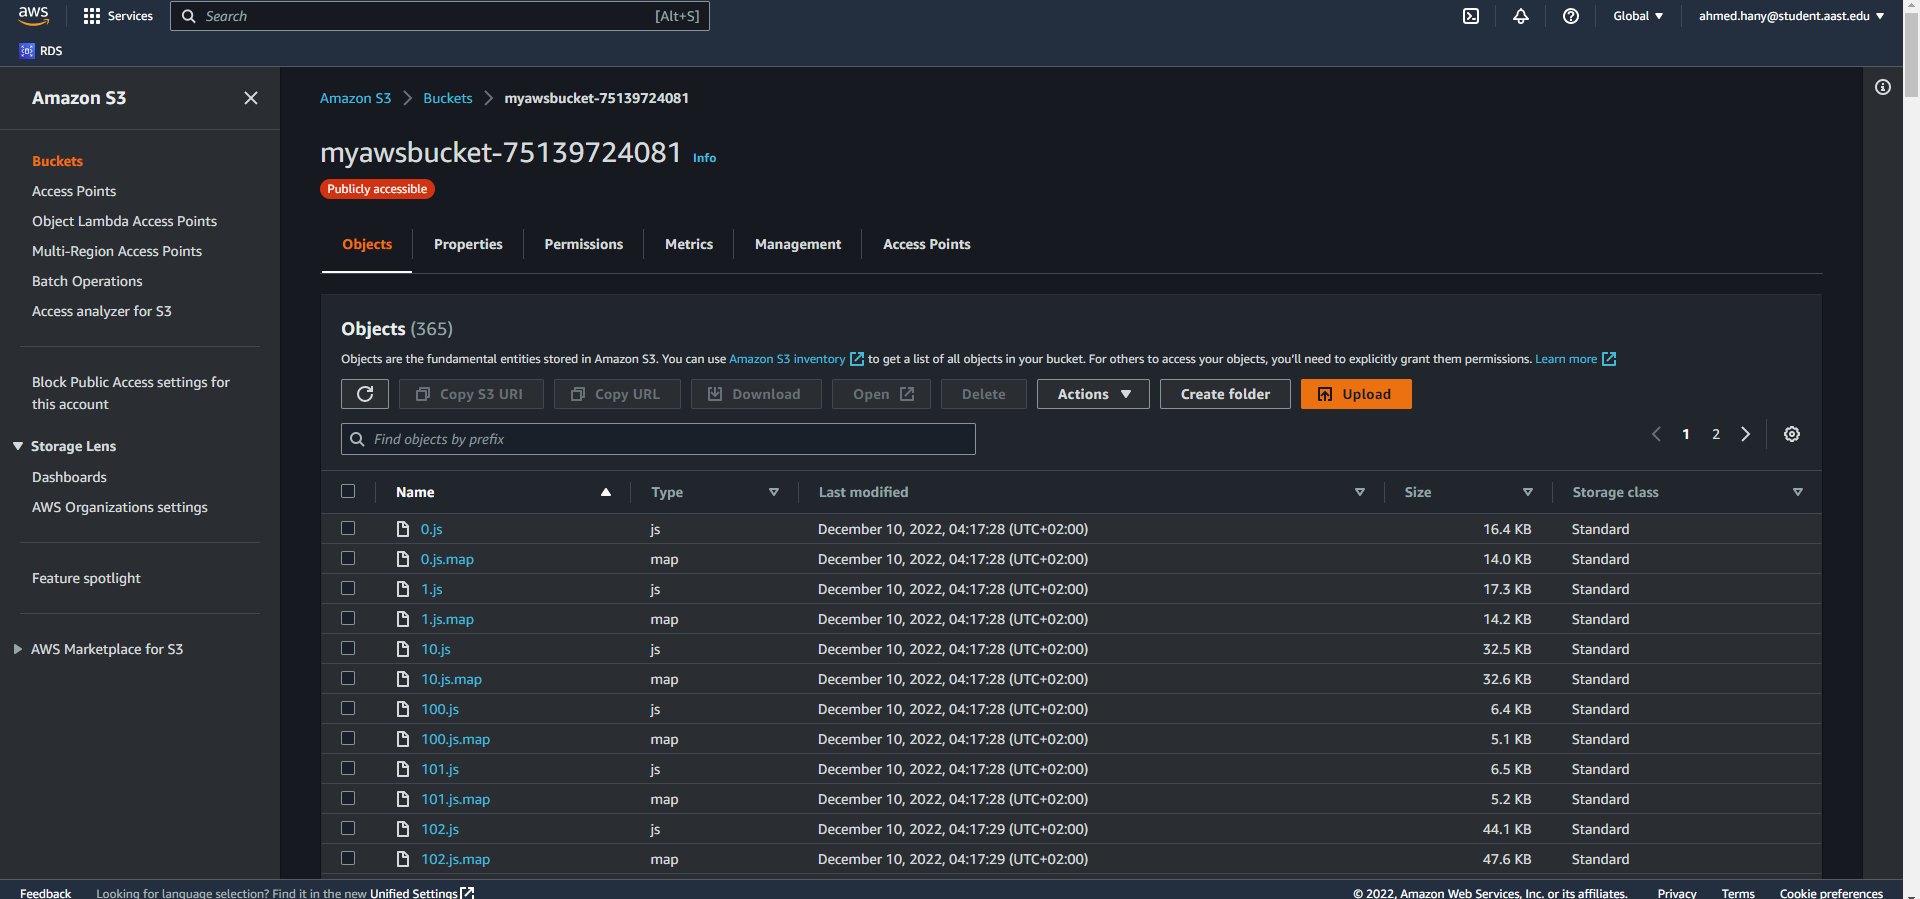 aws
Services
Search
[Alt+S]
Global
ahmed.hany@student.aast.edu
RDS
Amazon S3
Buckets
Access Points
Object Lambda Access Points
Multi-Region Access Points
Batch Operations
Access analyzer for S3
Block Public Access settings for
this account
Storage Lens
Dashboards
AWS Organizations settings
Feature spotlight
AWS Marketplace for S3
Amazon S3 Buckets myawsbucket-75139724081
myawsbucket-75139724081 Info
Publicly accessible
Objects Properties Permissions Metrics Management Access Points
Objects (365)
Objects are the fundamental entities stored in Amazon S3. You can use Amazon S3 inventory to get a list of all objects in your bucket. For others to access your objects, you'll need to explicitly grant them permissions. Learn more
Copy S3 URI Copy URL Download Open Delete Actions Create folder Upload
Find objects by prefix
1 2
Name Type Last modified Size Storage class
0.js js December 10, 2022, 04:17:28 (UTC+02:00) 16.4 KB Standard
0.js.map map December 10, 2022, 04:17:28 (UTC+02:00) 14.0 KB Standard
1.js js December 10, 2022, 04:17:28 (UTC+02:00) 17.3 KB Standard
1.js.map map December 10, 2022, 04:17:28 (UTC+02:00) 14.2 KB Standard
10.js js December 10, 2022, 04:17:28 (UTC+02:00) 32.5 KB Standard
10.js.map map December 10, 2022, 04:17:28 (UTC+02:00) 32.6 KB Standard
100.js js December 10, 2022, 04:17:28 (UTC+02:00) 6.4 KB Standard
100.js.map map December 10, 2022, 04:17:28 (UTC+02:00) 5.1 KB Standard
101.js js December 10, 2022, 04:17:28 (UTC+02:00) 6.5 KB Standard
101.js.map map December 10, 2022, 04:17:28 (UTC+02:00) 5.2 KB Standard
102.js js December 10, 2022, 04:17:29 (UTC+02:00) 44.1 KB Standard
102.js.map map December 10, 2022, 04:17:29 (UTC+02:00) 47.6 KB Standard
Feedback Looking for language selection? Find it in the new Unified Settings © 2022, Amazon Web Services, Inc. or its affiliates. Privacy Terms Cookie preferences